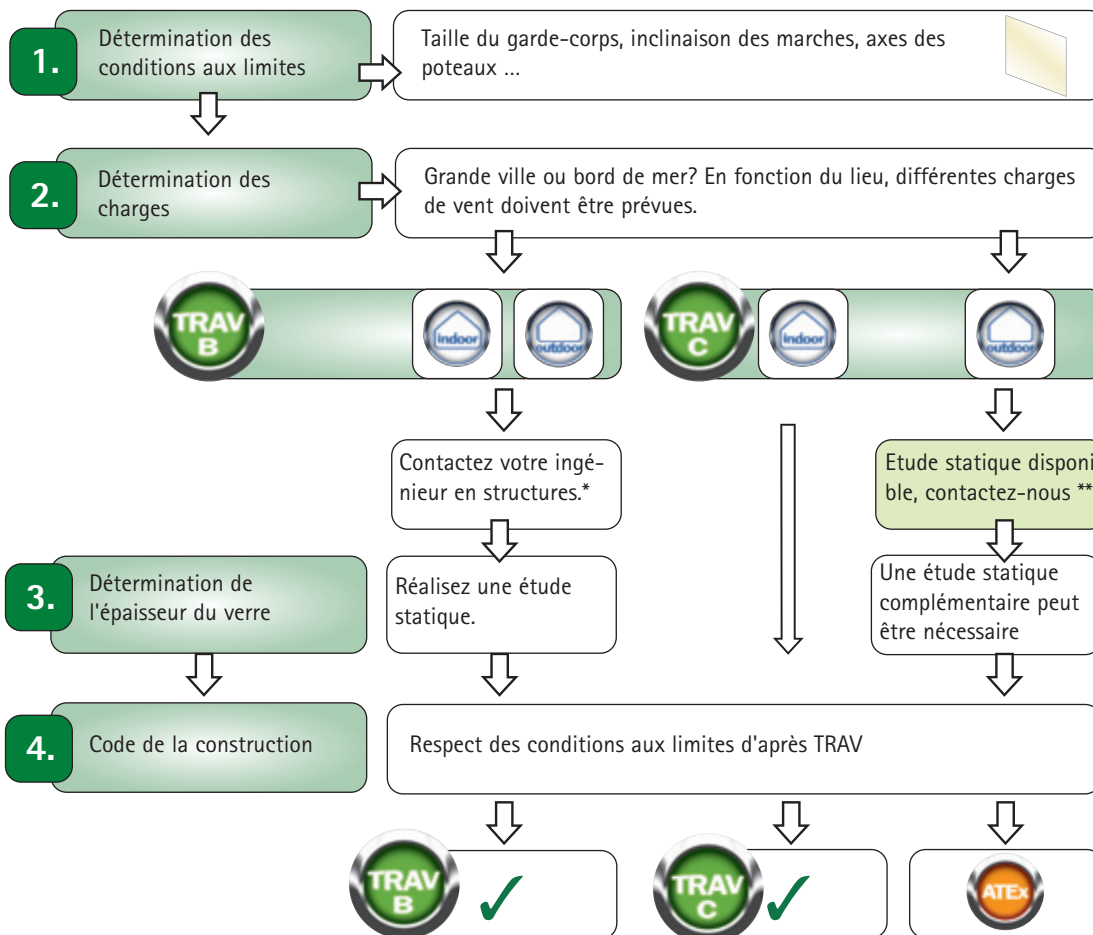 1.
Détermination des
conditions aux limites
Taille du garde-corps, inclinaison des marches, axes des
poteaux ...
2.
Détermination des
charges
Grande ville ou bord de mer? En fonction du lieu, différentes charges
de vent doivent être prévues.
TRAV
B
indoor
outdoor
TRAV
C
indoor
outdoor
Contactez votre ingé-
nieur en structures.*
Etude statique disponi
ble, contactez-nous **
3.
Détermination de
l'épaisseur du verre
Réalisez une étude
statique.
Une étude statique
complémentaire peut
être nécessaire
4.
Code de la construction
Respect des conditions aux limites d'après TRAV
TRAV
B
TRAV
C
ATEx